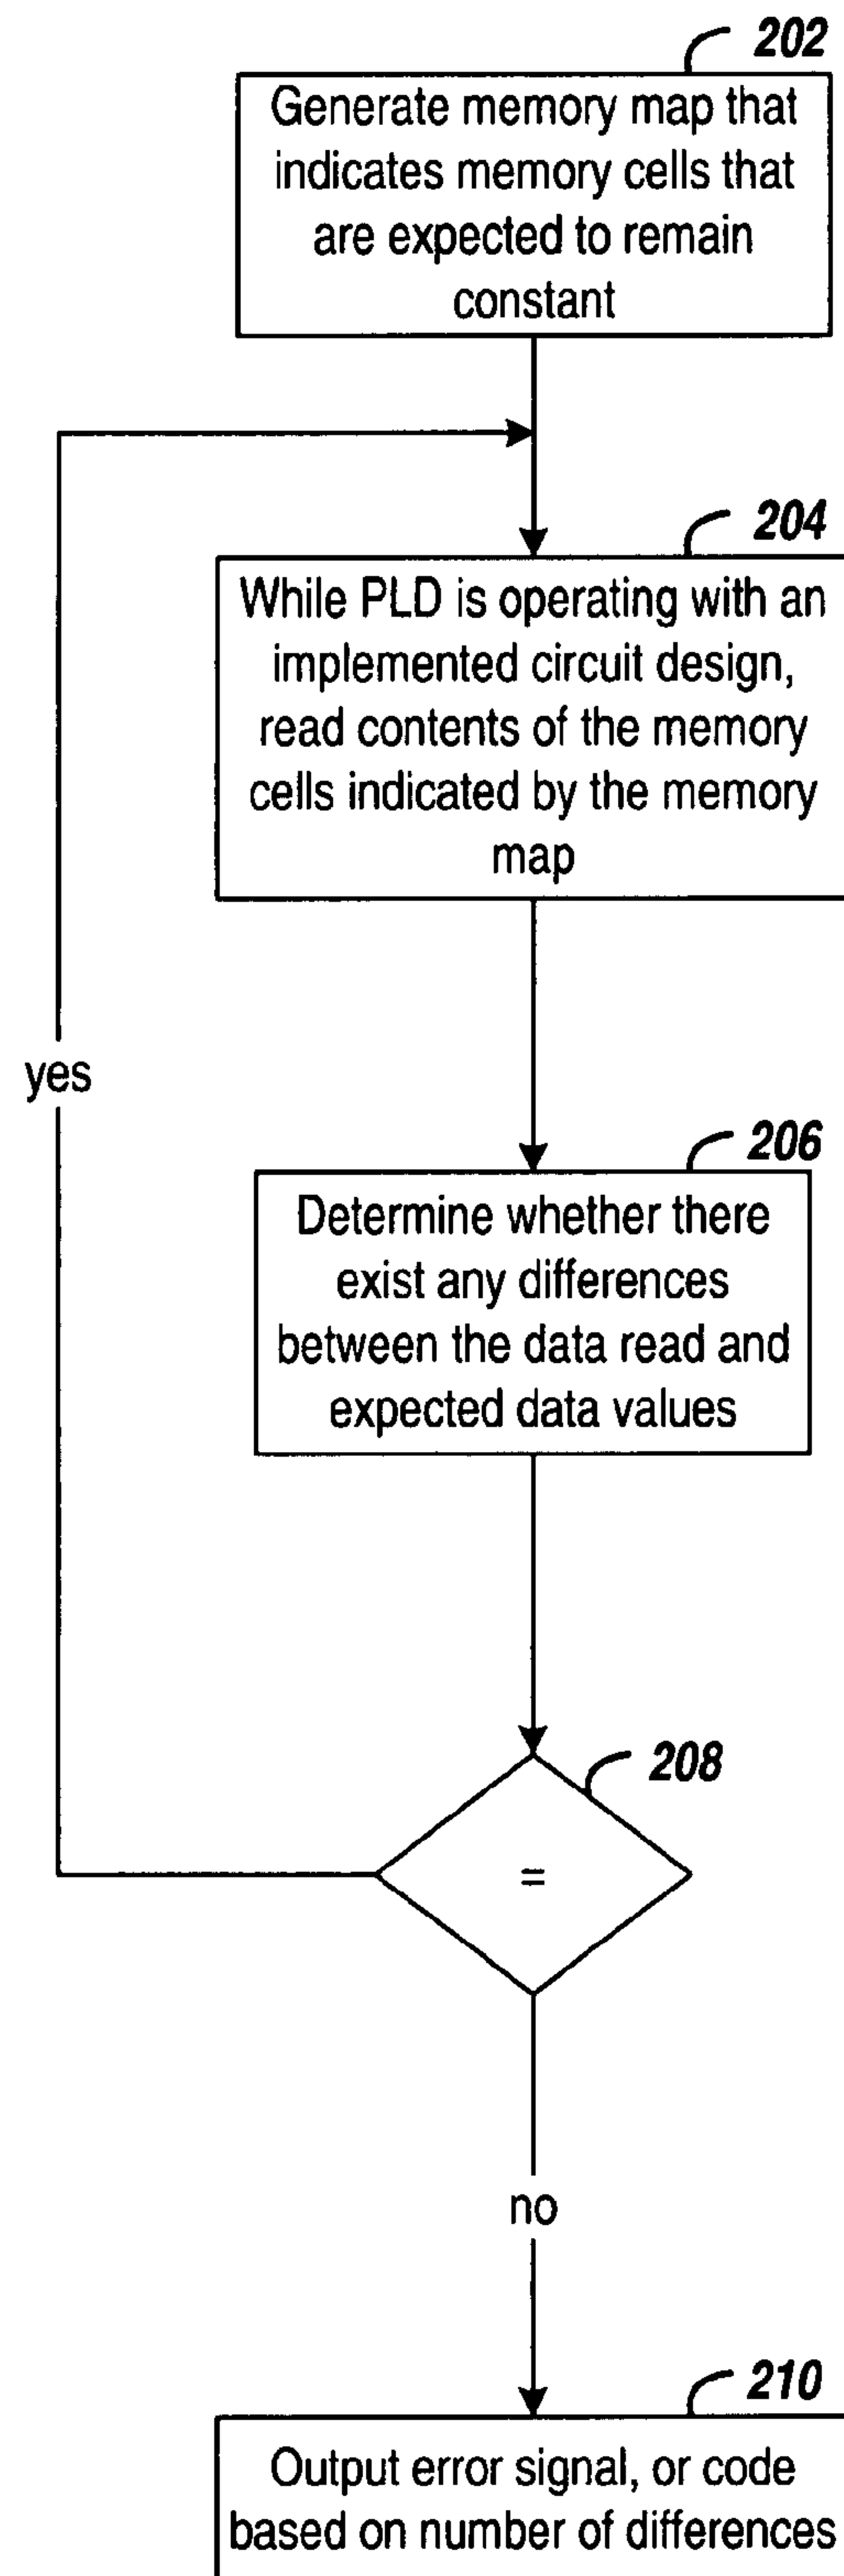 202
Generate memory map that
indicates memory cells that
are expected to remain
constant
204
While PLD is operating with an
implemented circuit design,
read contents of the memory
cells indicated by the memory
map
yes
206
Determine whether there
exist any differences
between the data read and
expected data values
208
=
no
210
Output error signal, or code
based on number of differences